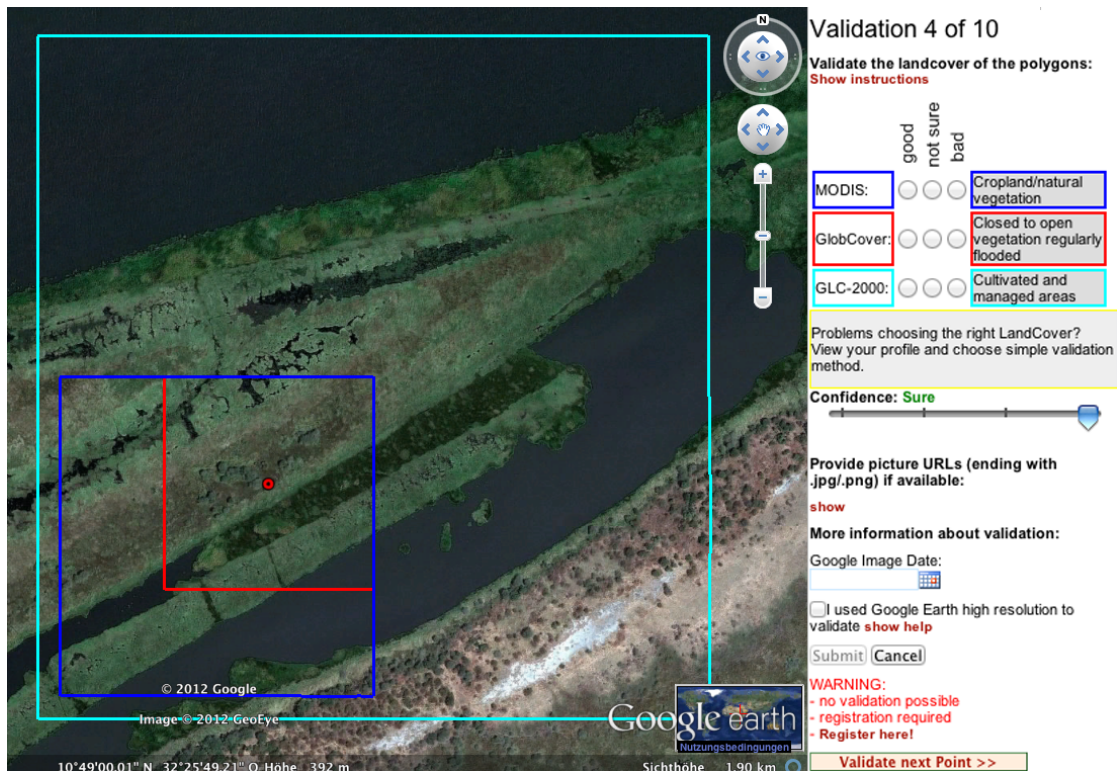 N
Validation 4 of 10
Validate the landcover of the polygons:
Show instructions
good
not sure
bad
MODIS:
Cropland/natural
vegetation
GlobCover:
Closed to open
vegetation regularly
flooded
GLC-2000:
Cultivated and
managed areas
Problems choosing the right LandCover?
View your profile and choose simple validation
method.
Confidence: Sure
Provide picture URLs (ending with
.jpg/.png) if available:
show
More information about validation:
Google Image Date:
I used Google Earth high resolution to
validate show help
Submit Cancel
WARNING:
- no validation possible
- registration required
- Register here!
Validate next Point >>
© 2012 Google
Image © 2012 GeoEye
Google earth
Nutzungsbedingungen
10°49'00.01" N 32°25'49.21" O Höhe 392 m
Sichthöhe 1.90 km